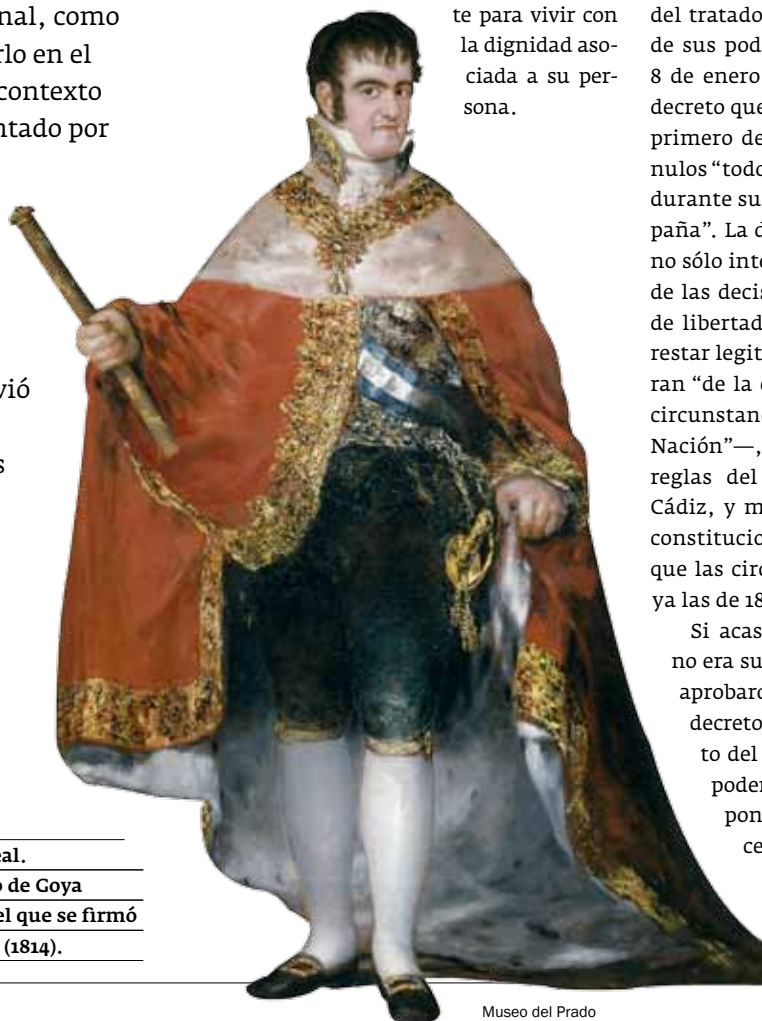 nal, como
rlo en el
contexto
ntado por
vió
s
eal.
o de Goya
el que se firmó
(1814).
te para vivir con
la dignidad aso-
ciada a su per-
sona.
Museo del Prado
del tratado
de sus pod
8 de enero
decreto que
primero de
nulos “todo
durante su
paña”. La d
no sólo inte
de las decis
de libertad
restar legit
ran “de la
circunstan
Nación”—,
reglas del
Cádiz, y m
constitucio
que las circ
ya las de 18
Si acas
no era su
aprobaro
decreto
to del
poder
pon
ce